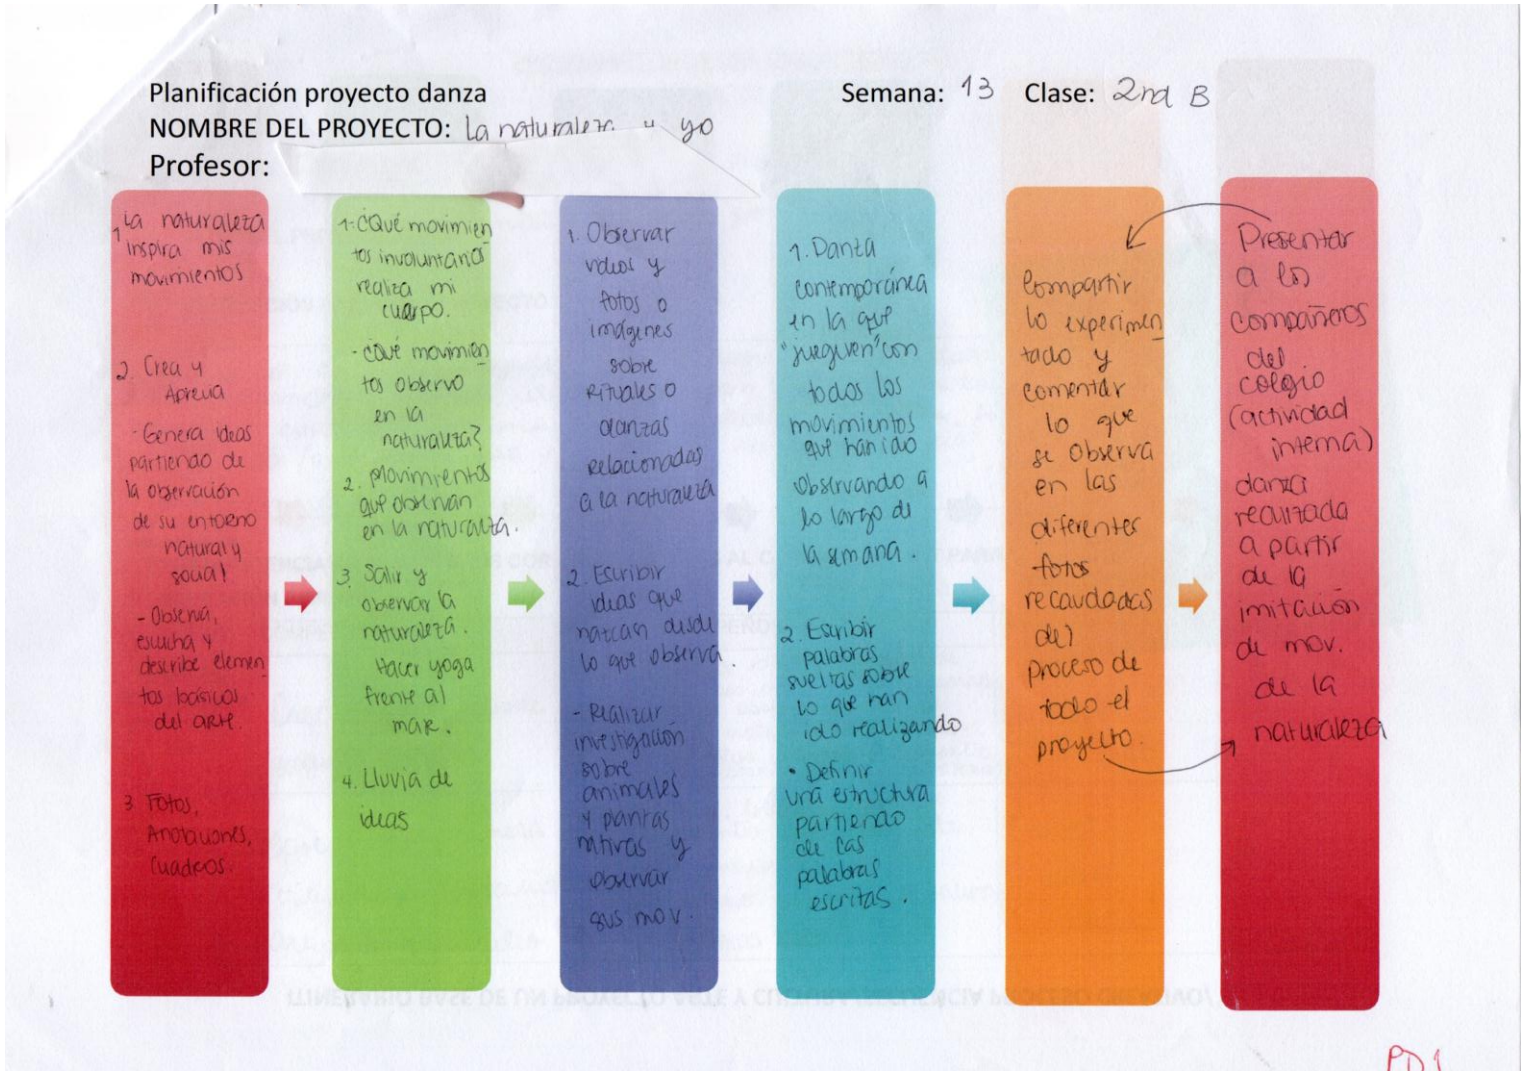 Planificación proyecto danza
Semana: 13 Clase: 2nd B
NOMBRE DEL PROYECTO: La naturaleza y yo
Profesor:
1 La naturaleza
Inspira mis
movimientos
2. Crea y
Aprecia
- Genera ideas
partiendo de
la observación
de su entorno
natural y
social
- Observa,
escucha y
describe elemen
tos basicos
del arte.
3. Fotos,
Anotaciones,
Cuadros.
1- ¿Qué movimien
tos involuntarios
realiza mi
cuerpo.
- ¿Qué movimien
tos observo
en la
naturaleza?
2. Movimientos
que observan
en la naturaleza.
3. Salir y
observar la
naturaleza.
Hacer yoga
frente al
mar.
4. Lluvia de
ideas
1. Observar
videos y
fotos o
imágenes
sobre
Rituales o
danzas
Relacionadas
a la naturaleza
2. Escribir
ideas que
nazcan desde
lo que observa.
- Realizar
investigación
sobre
animales
y plantas
nativas y
observar
sus mov.
1. Danza
contemporánea
en la que
"jueguen" con
todos los
movimientos
que han ido
observando a
lo largo de
la semana.
2. Escribir
palabras
sueltas sobre
lo que han
ido realizando
• Definir
una estructura
partiendo
de las
palabras
escritas.
Compartir
lo experimen
tado y
comentar
lo que
se observa
en las
diferentes
fotos
recaudadas
del
proceso de
todo el
proyecto.
Presentar
a los
compañeros
del
colegio
(actividad
interna)
danza
realizada
a partir
de la
imitación
de mov.
de la
naturaleza
PD1